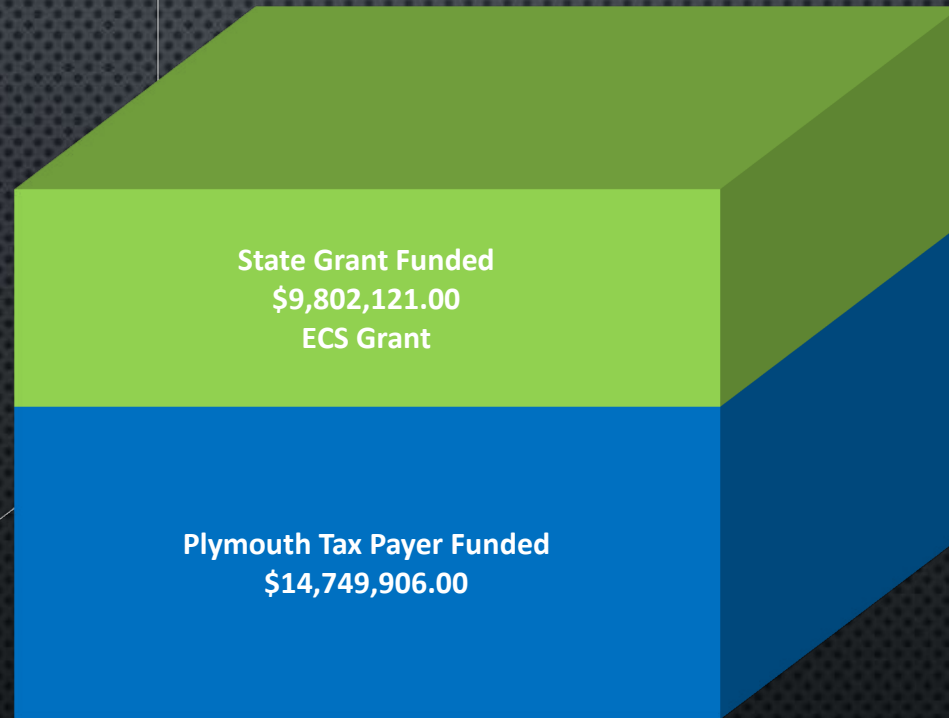 State Grant Funded
$9,802,121.00
ECS Grant
Plymouth Tax Payer Funded
$14,749,906.00